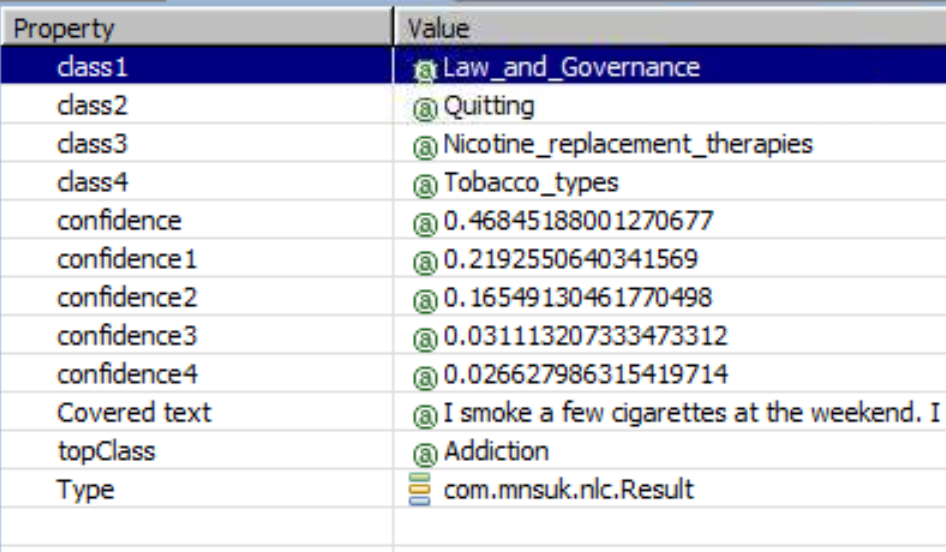 Property Value
class1 Law_and_Governance
class2 Quitting
class3 Nicotine_replacement_therapies
class4 Tobacco_types
confidence 0.46845188001270677
confidence1 0.2192550640341569
confidence2 0.16549130461770498
confidence3 0.031113207333473312
confidence4 0.026627986315419714
Covered text I smoke a few cigarettes at the weekend. I
topClass Addiction
Type com.mnsuk.nlc.Result